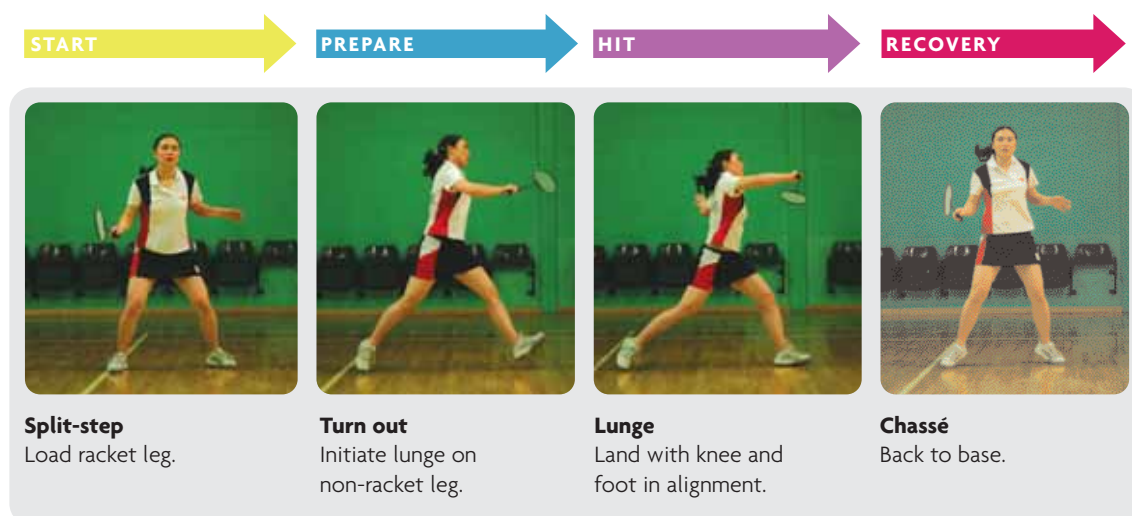 START
PREPARE
HIT
RECOVERY
Split-step
Load racket leg.
Turn out
Initiate lunge on
non-racket leg.
Lunge
Land with knee and
foot in alignment.
Chassé
Back to base.